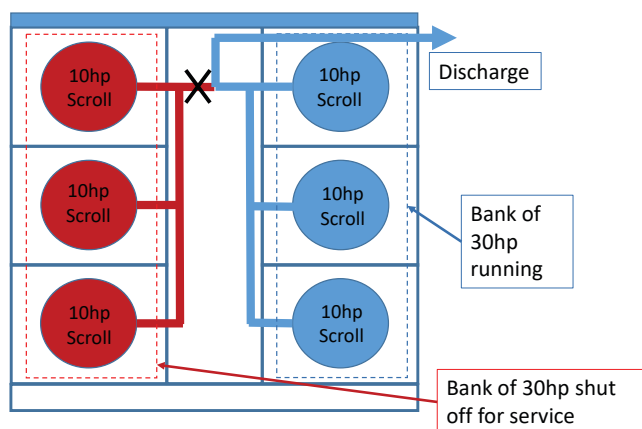 10hp
Scroll
10hp
Scroll
Discharge
10hp
Scroll
10hp
Scroll
Bank of
30hp
running
10hp
Scroll
10hp
Scroll
Bank of 30hp shut
off for service